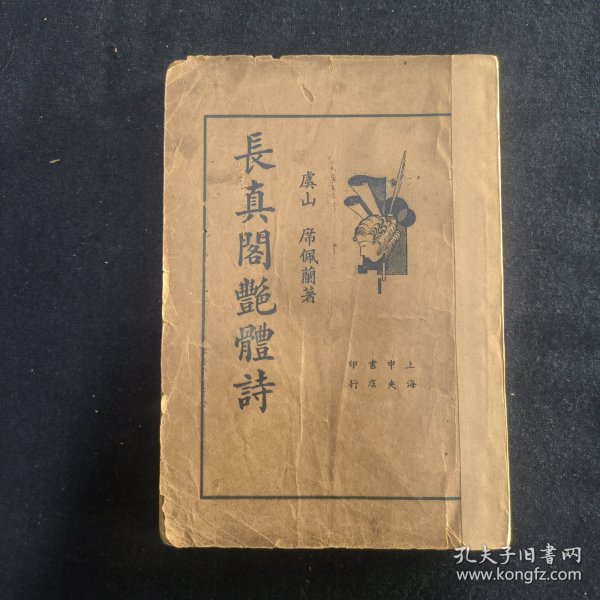 長真閣艷體詩
虞山 席佩蘭著
上海
中央
書店
印行
孔夫子旧书网
www.kongfz.com